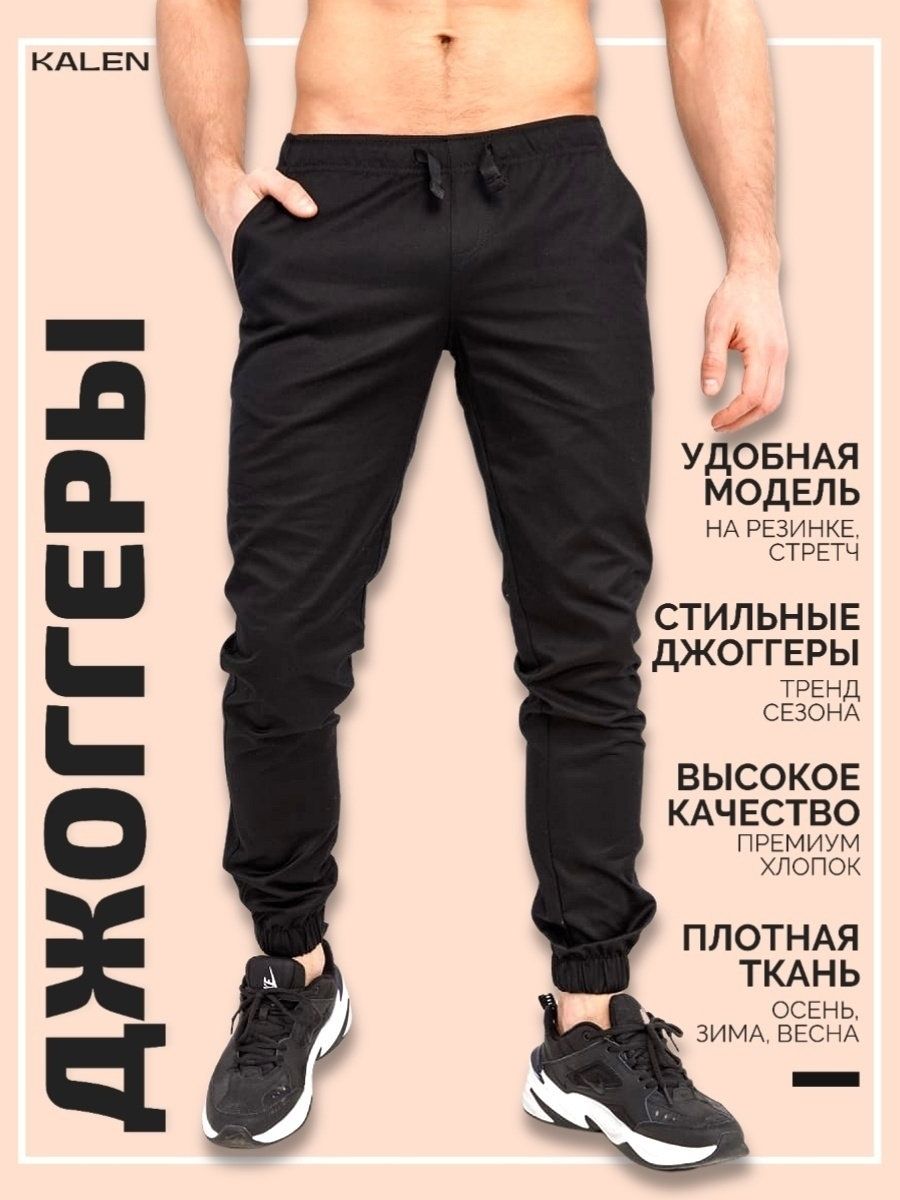 KALEN
ДЖОГГЕРЫ
УДОБНАЯ
МОДЕЛЬ
НА РЕЗИНКЕ,
СТРЕТЧ
СТИЛЬНЫЕ
ДЖОГГЕРЫ
ТРЕНД
СЕЗОНА
ВЫСОКОЕ
КАЧЕСТВО
ПРЕМИУМ
ХЛОПОК
ПЛОТНАЯ
ТКАНЬ
ОСЕНЬ,
ЗИМА, ВЕСНА